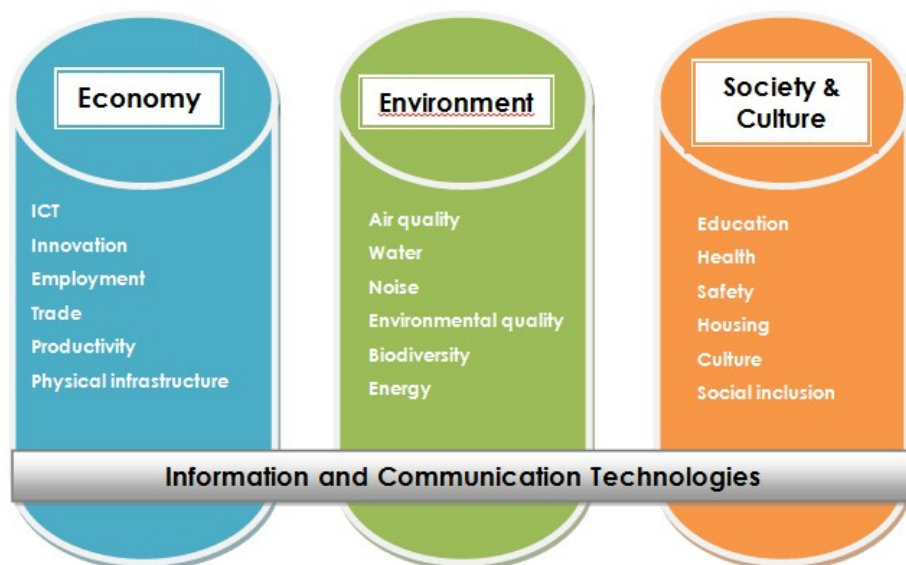 Economy
ICT
Innovation
Employment
Trade
Productivity
Physical infrastructure
Environment
Air quality
Water
Noise
Environmental quality
Biodiversity
Energy
Society &
Culture
Education
Health
Safety
Housing
Culture
Social inclusion
Information and Communication Technologies